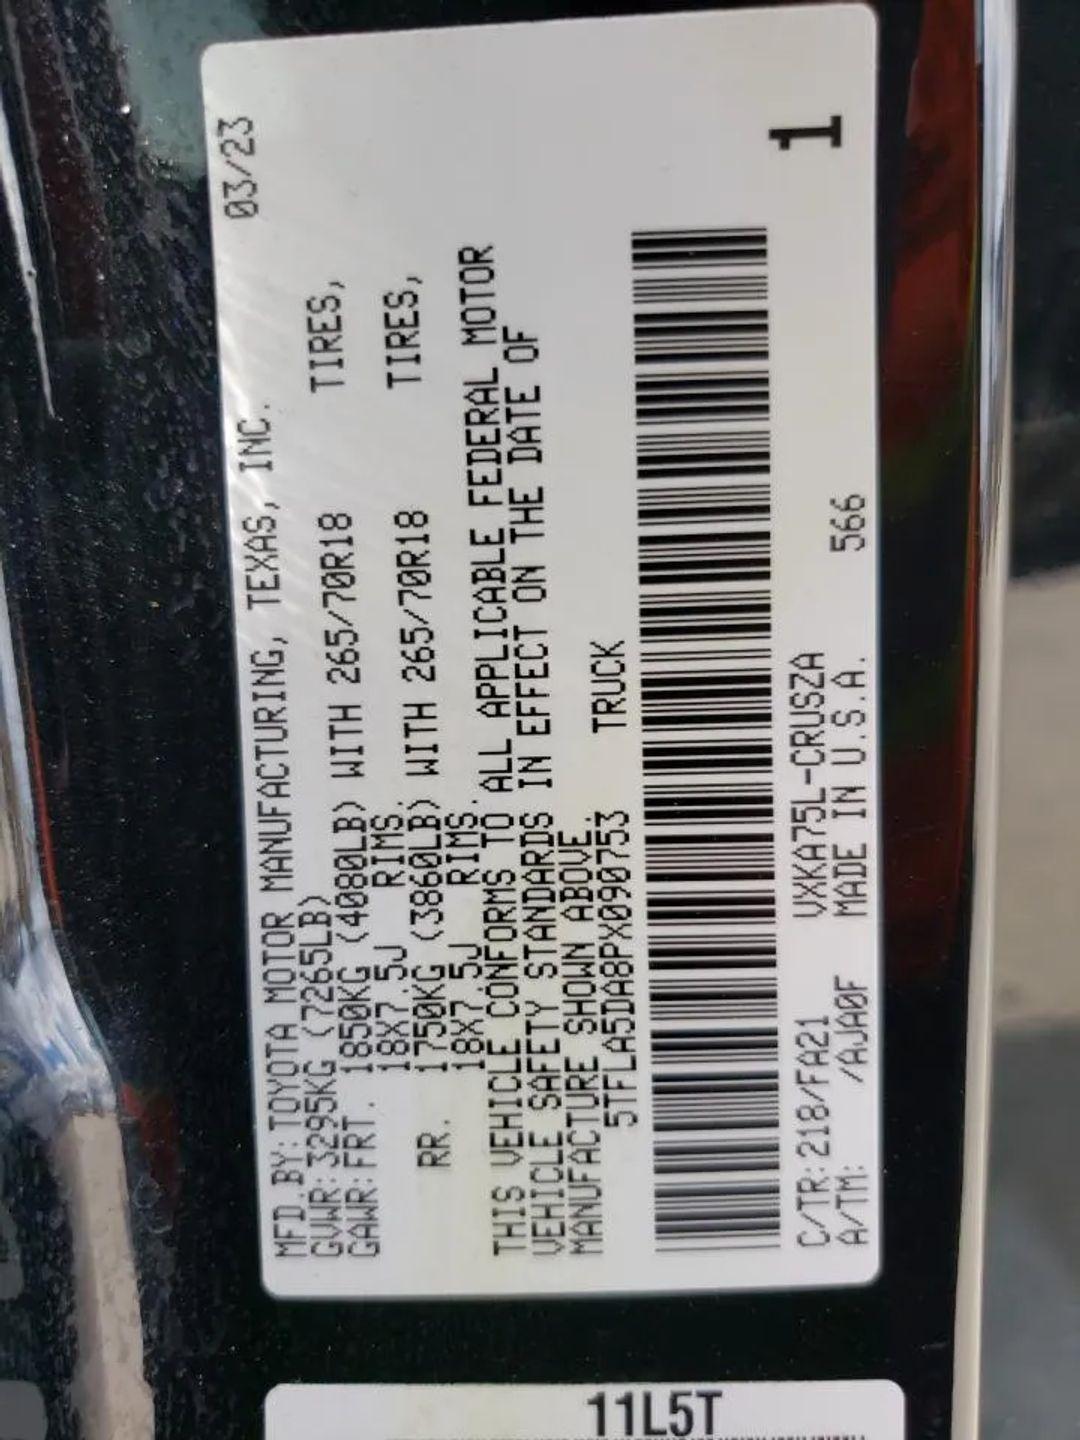 MFD.BY:TOYOTA MOTOR MANUFACTURING, TEXAS, INC. 03/23
GVWR:3295KG (7265LB)
GAWR:FRT. 1850KG (4080LB) WITH 265/70R18 TIRES,
18X7.5J RIMS.
RR. 1750KG (3860LB) WITH 265/70R18 TIRES,
18X7.5J RIMS.
THIS VEHICLE CONFORMS TO ALL APPLICABLE FEDERAL MOTOR
VEHICLE SAFETY STANDARDS IN EFFECT ON THE DATE OF
MANUFACTURE SHOWN ABOVE.
5TFLA5DA8PX090753 TRUCK
C/TR:218/FA21 VXKA75L-CRUSZA
A/TM: /AJA0F MADE IN U.S.A. 566
1
11L5T